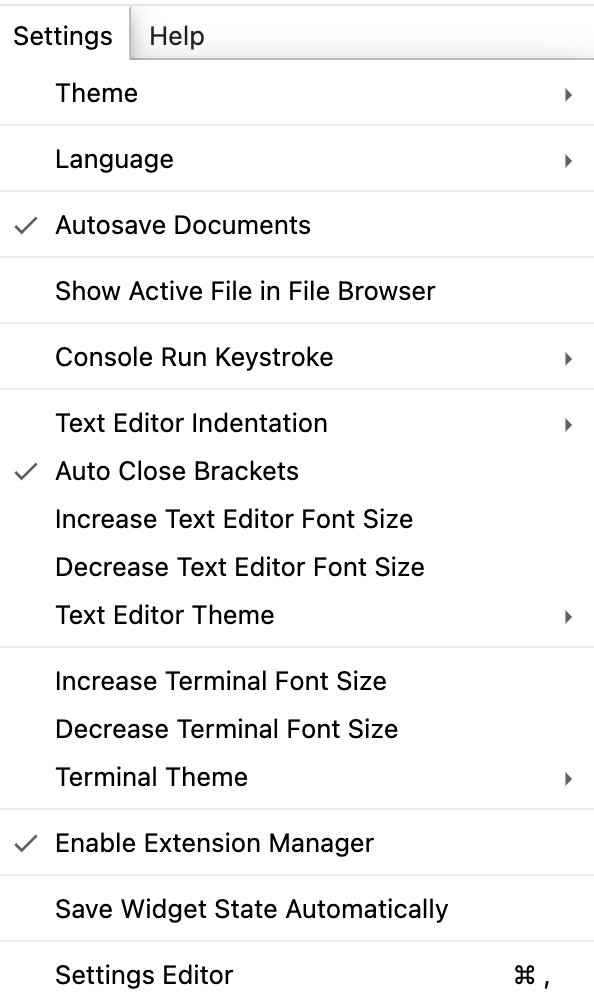 Settings Help
Theme
Language
Autosave Documents
Show Active File in File Browser
Console Run Keystroke
Text Editor Indentation
Auto Close Brackets
Increase Text Editor Font Size
Decrease Text Editor Font Size
Text Editor Theme
Increase Terminal Font Size
Decrease Terminal Font Size
Terminal Theme
Enable Extension Manager
Save Widget State Automatically
Settings Editor ⌘ ,